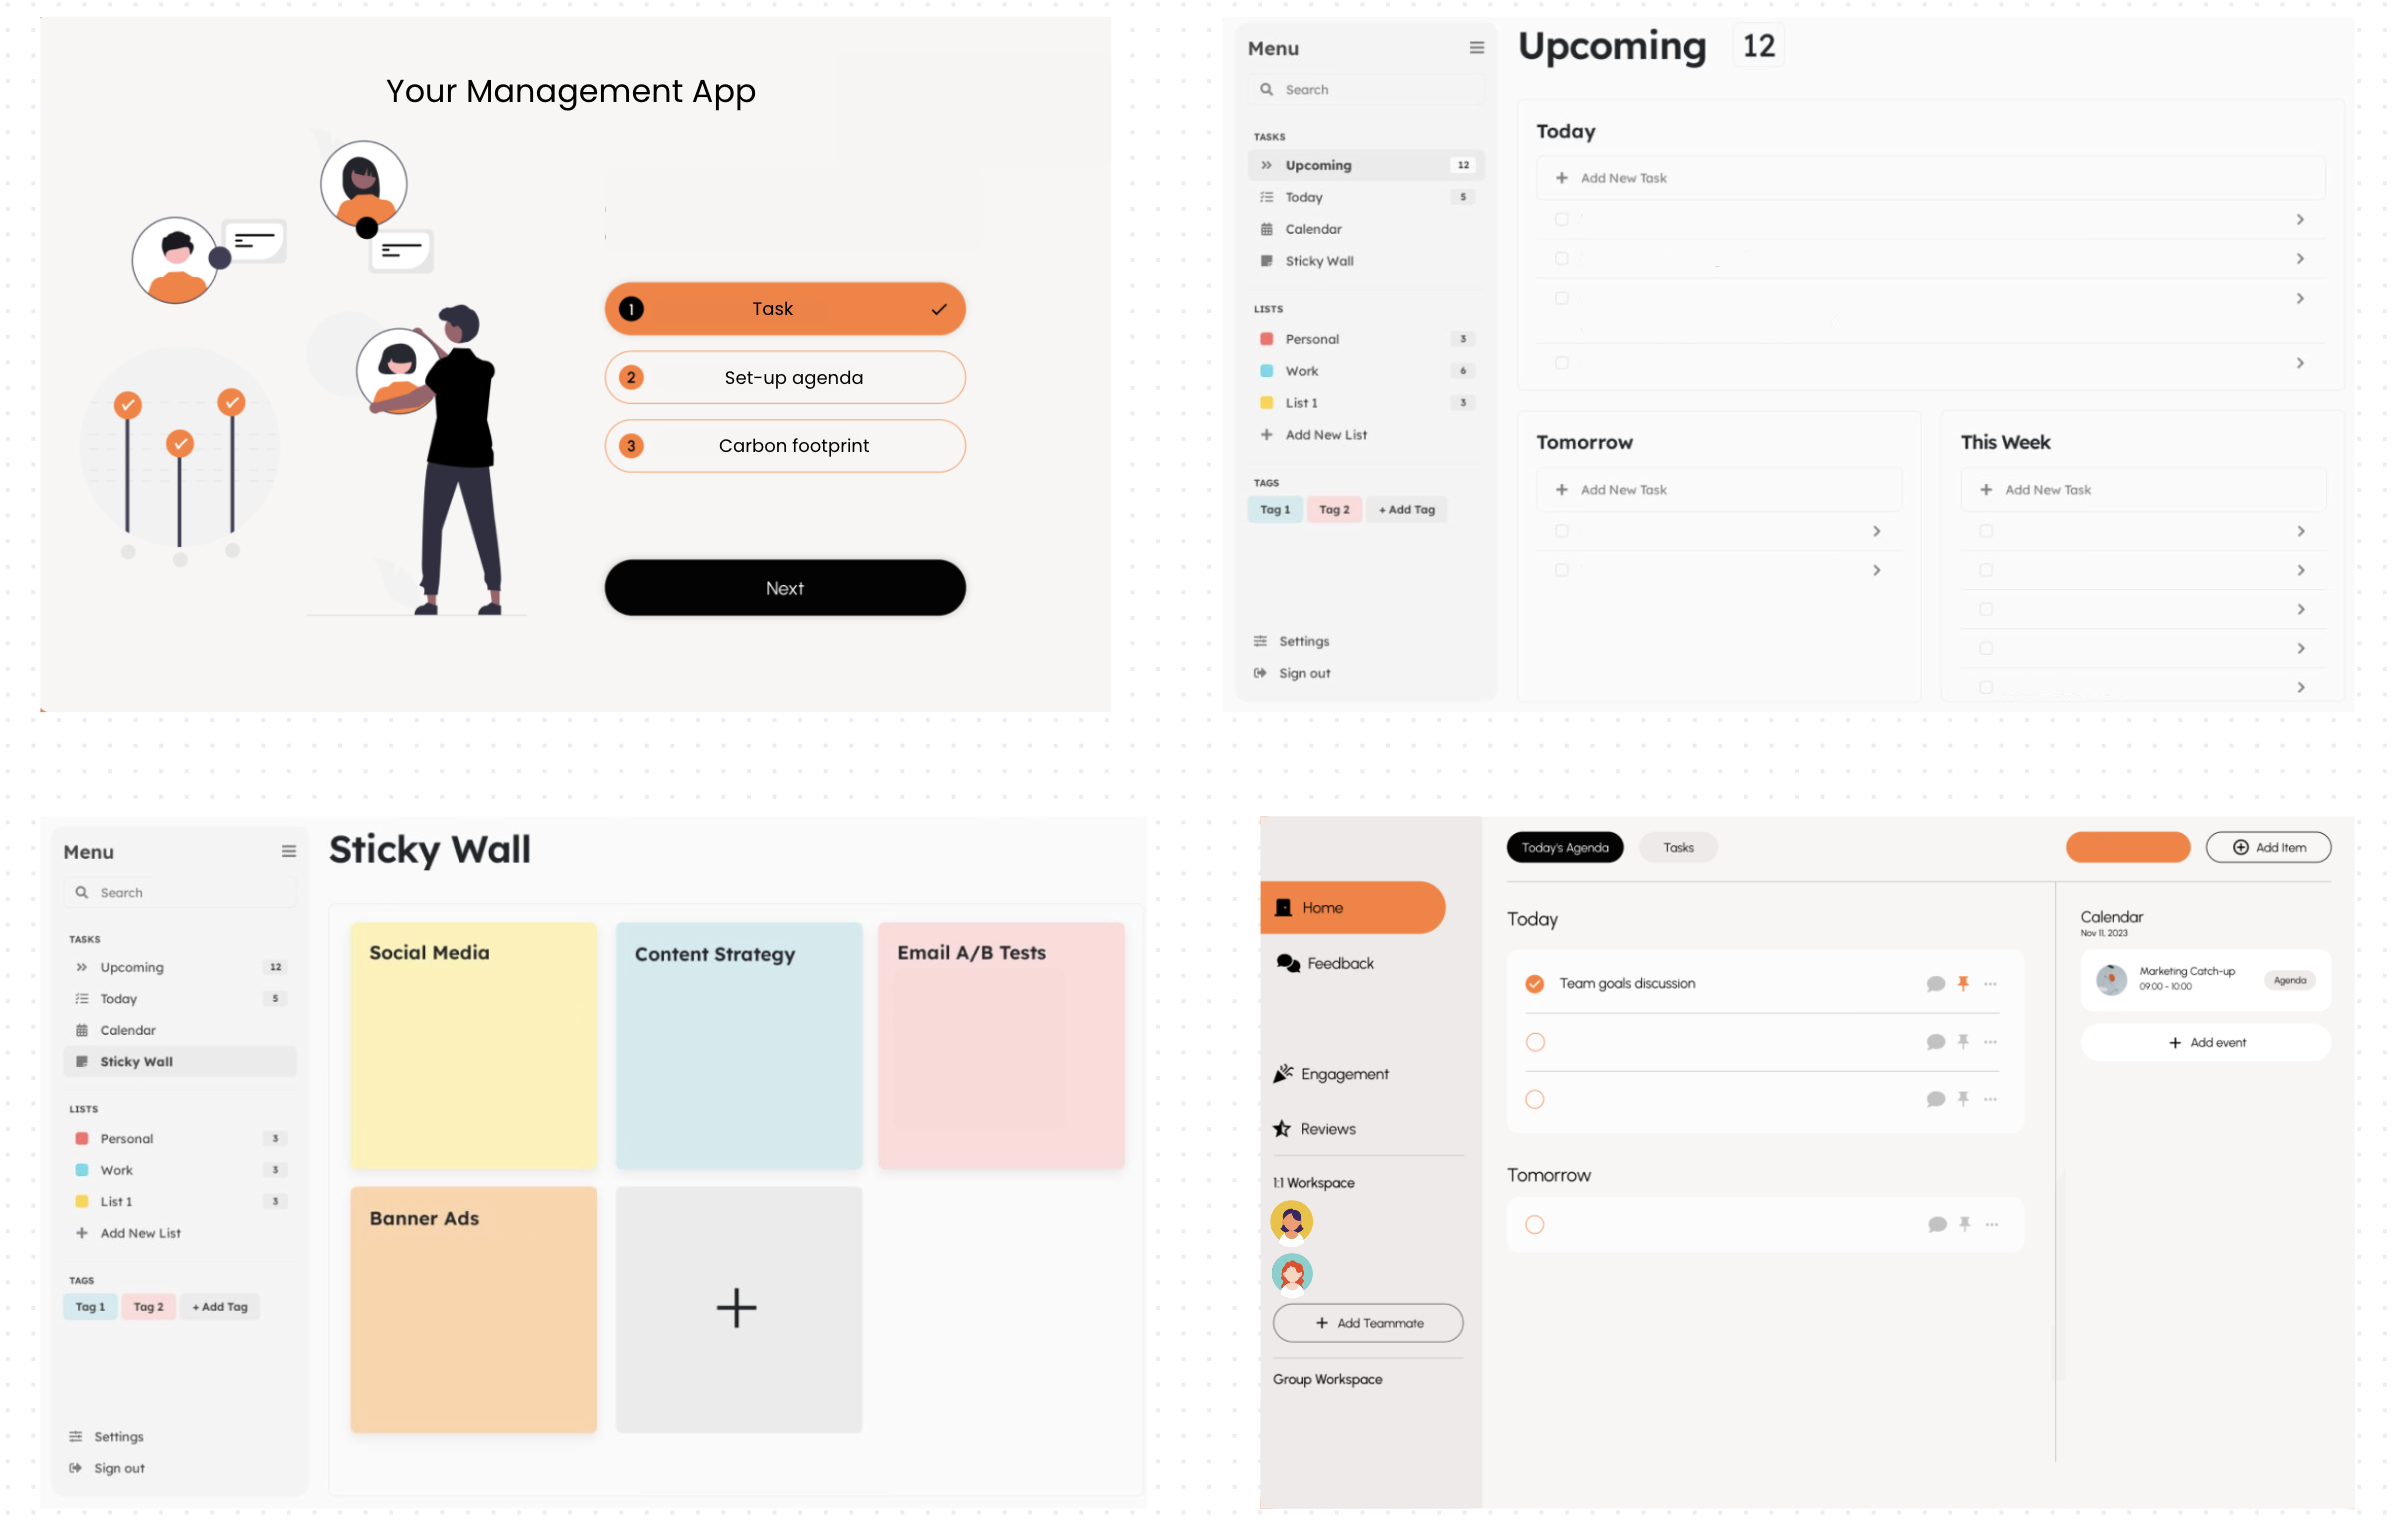 Your Management App
1 Task
2 Set-up agenda
3 Carbon footprint
Next
Menu
Search
TASKS
Upcoming 12
Today 5
Calendar
Sticky Wall
LISTS
Personal 3
Work 6
List 1 3
+ Add New List
TAGS
Tag 1 Tag 2 + Add Tag
Settings
Sign out
Upcoming 12
Today
+ Add New Task
Tomorrow
+ Add New Task
This Week
+ Add New Task
Menu
Search
TASKS
Upcoming 12
Today 5
Calendar
Sticky Wall
LISTS
Personal 3
Work 3
List 1 3
+ Add New List
TAGS
Tag 1 Tag 2 + Add Tag
Settings
Sign out
Sticky Wall
Social Media
Content Strategy
Email A/B Tests
Banner Ads
+
Home
Feedback
Engagement
Reviews
1:1 Workspace
+ Add Teammate
Group Workspace
Today's Agenda Tasks
+ Add Item
Today
Team goals discussion
Tomorrow
Calendar
Nov 11, 2023
Marketing Catch-up
09:00 - 10:00
Agenda
+ Add event